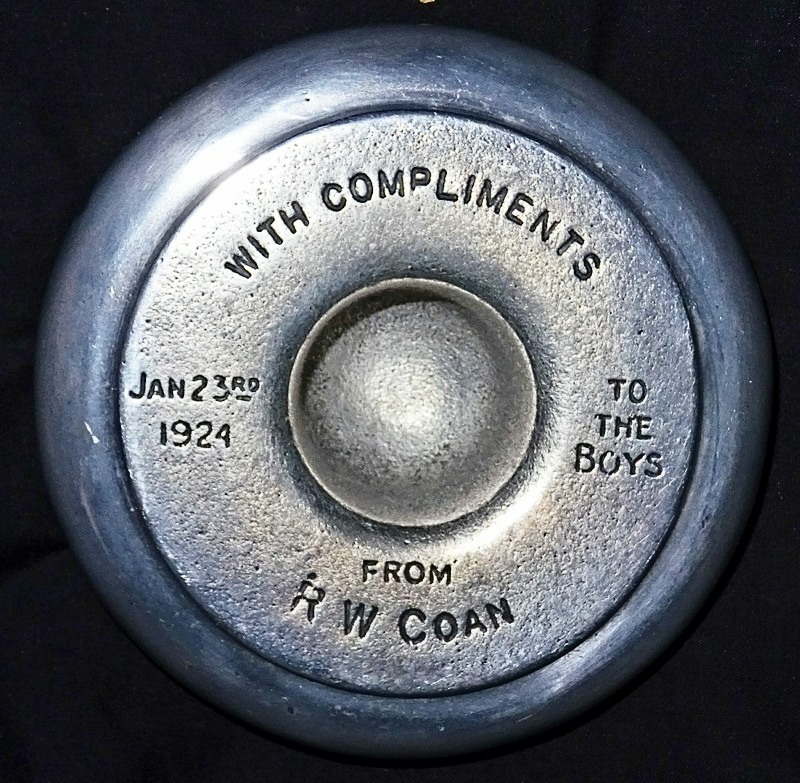 WITH COMPLIMENTS
JAN 23RD
1924
TO
THE
BOYS
FROM
R W COAN